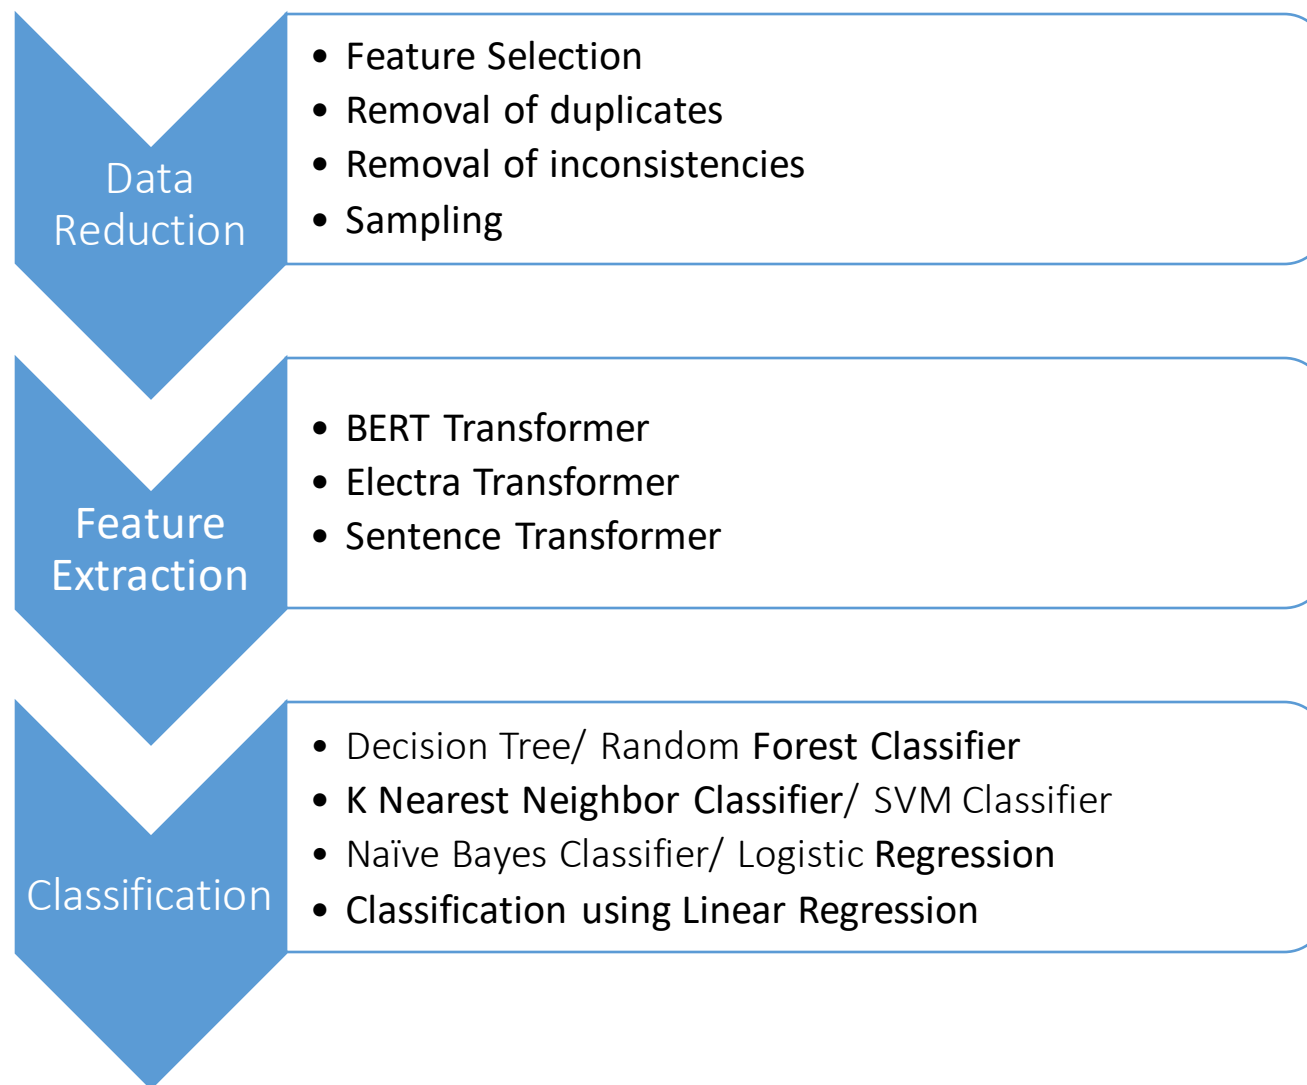 Data
Reduction
• Feature Selection
• Removal of duplicates
• Removal of inconsistencies
• Sampling
Feature
Extraction
• BERT Transformer
• Electra Transformer
• Sentence Transformer
Classification
• Decision Tree/ Random Forest Classifier
• K Nearest Neighbor Classifier/ SVM Classifier
• Naïve Bayes Classifier/ Logistic Regression
• Classification using Linear Regression